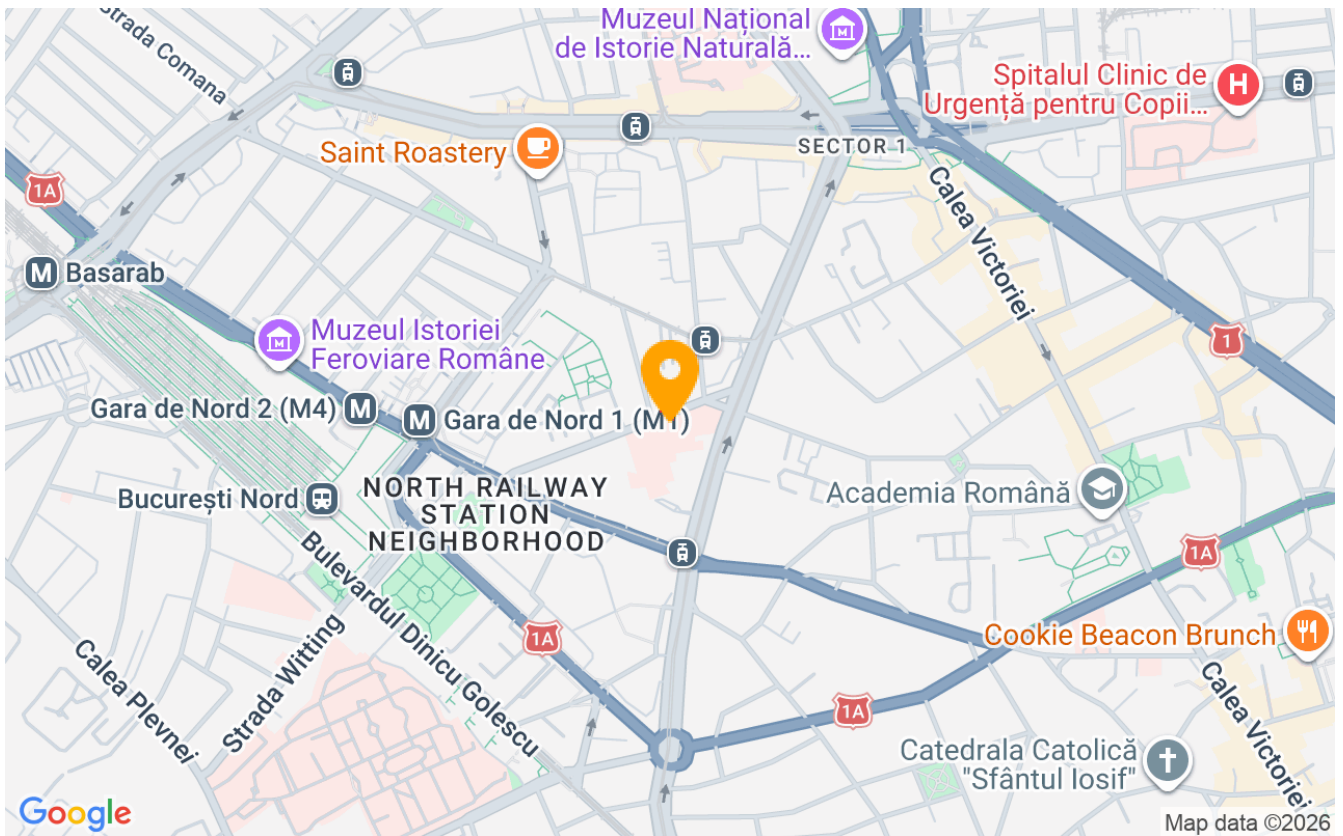 Strada Comana
Muzeul Național
de Istorie Naturală...
Spitalul Clinic de
Urgență pentru Copii...
H
Saint Roastery
SECTOR 1
1A
Calea Victoriei
M Basarab
Muzeul Istoriei
Feroviare Române
1
Gara de Nord 2 (M4) M
M Gara de Nord 1 (M1)
București Nord
NORTH RAILWAY
STATION
NEIGHBORHOOD
Academia Română
1A
Bulevardul Dinicu Golescu
Strada Witting
Calea Plevnei
1A
Cookie Beacon Brunch
1A
Calea Victoriei
Catedrala Catolică
"Sfântul Iosif"
Google
Map data ©2026